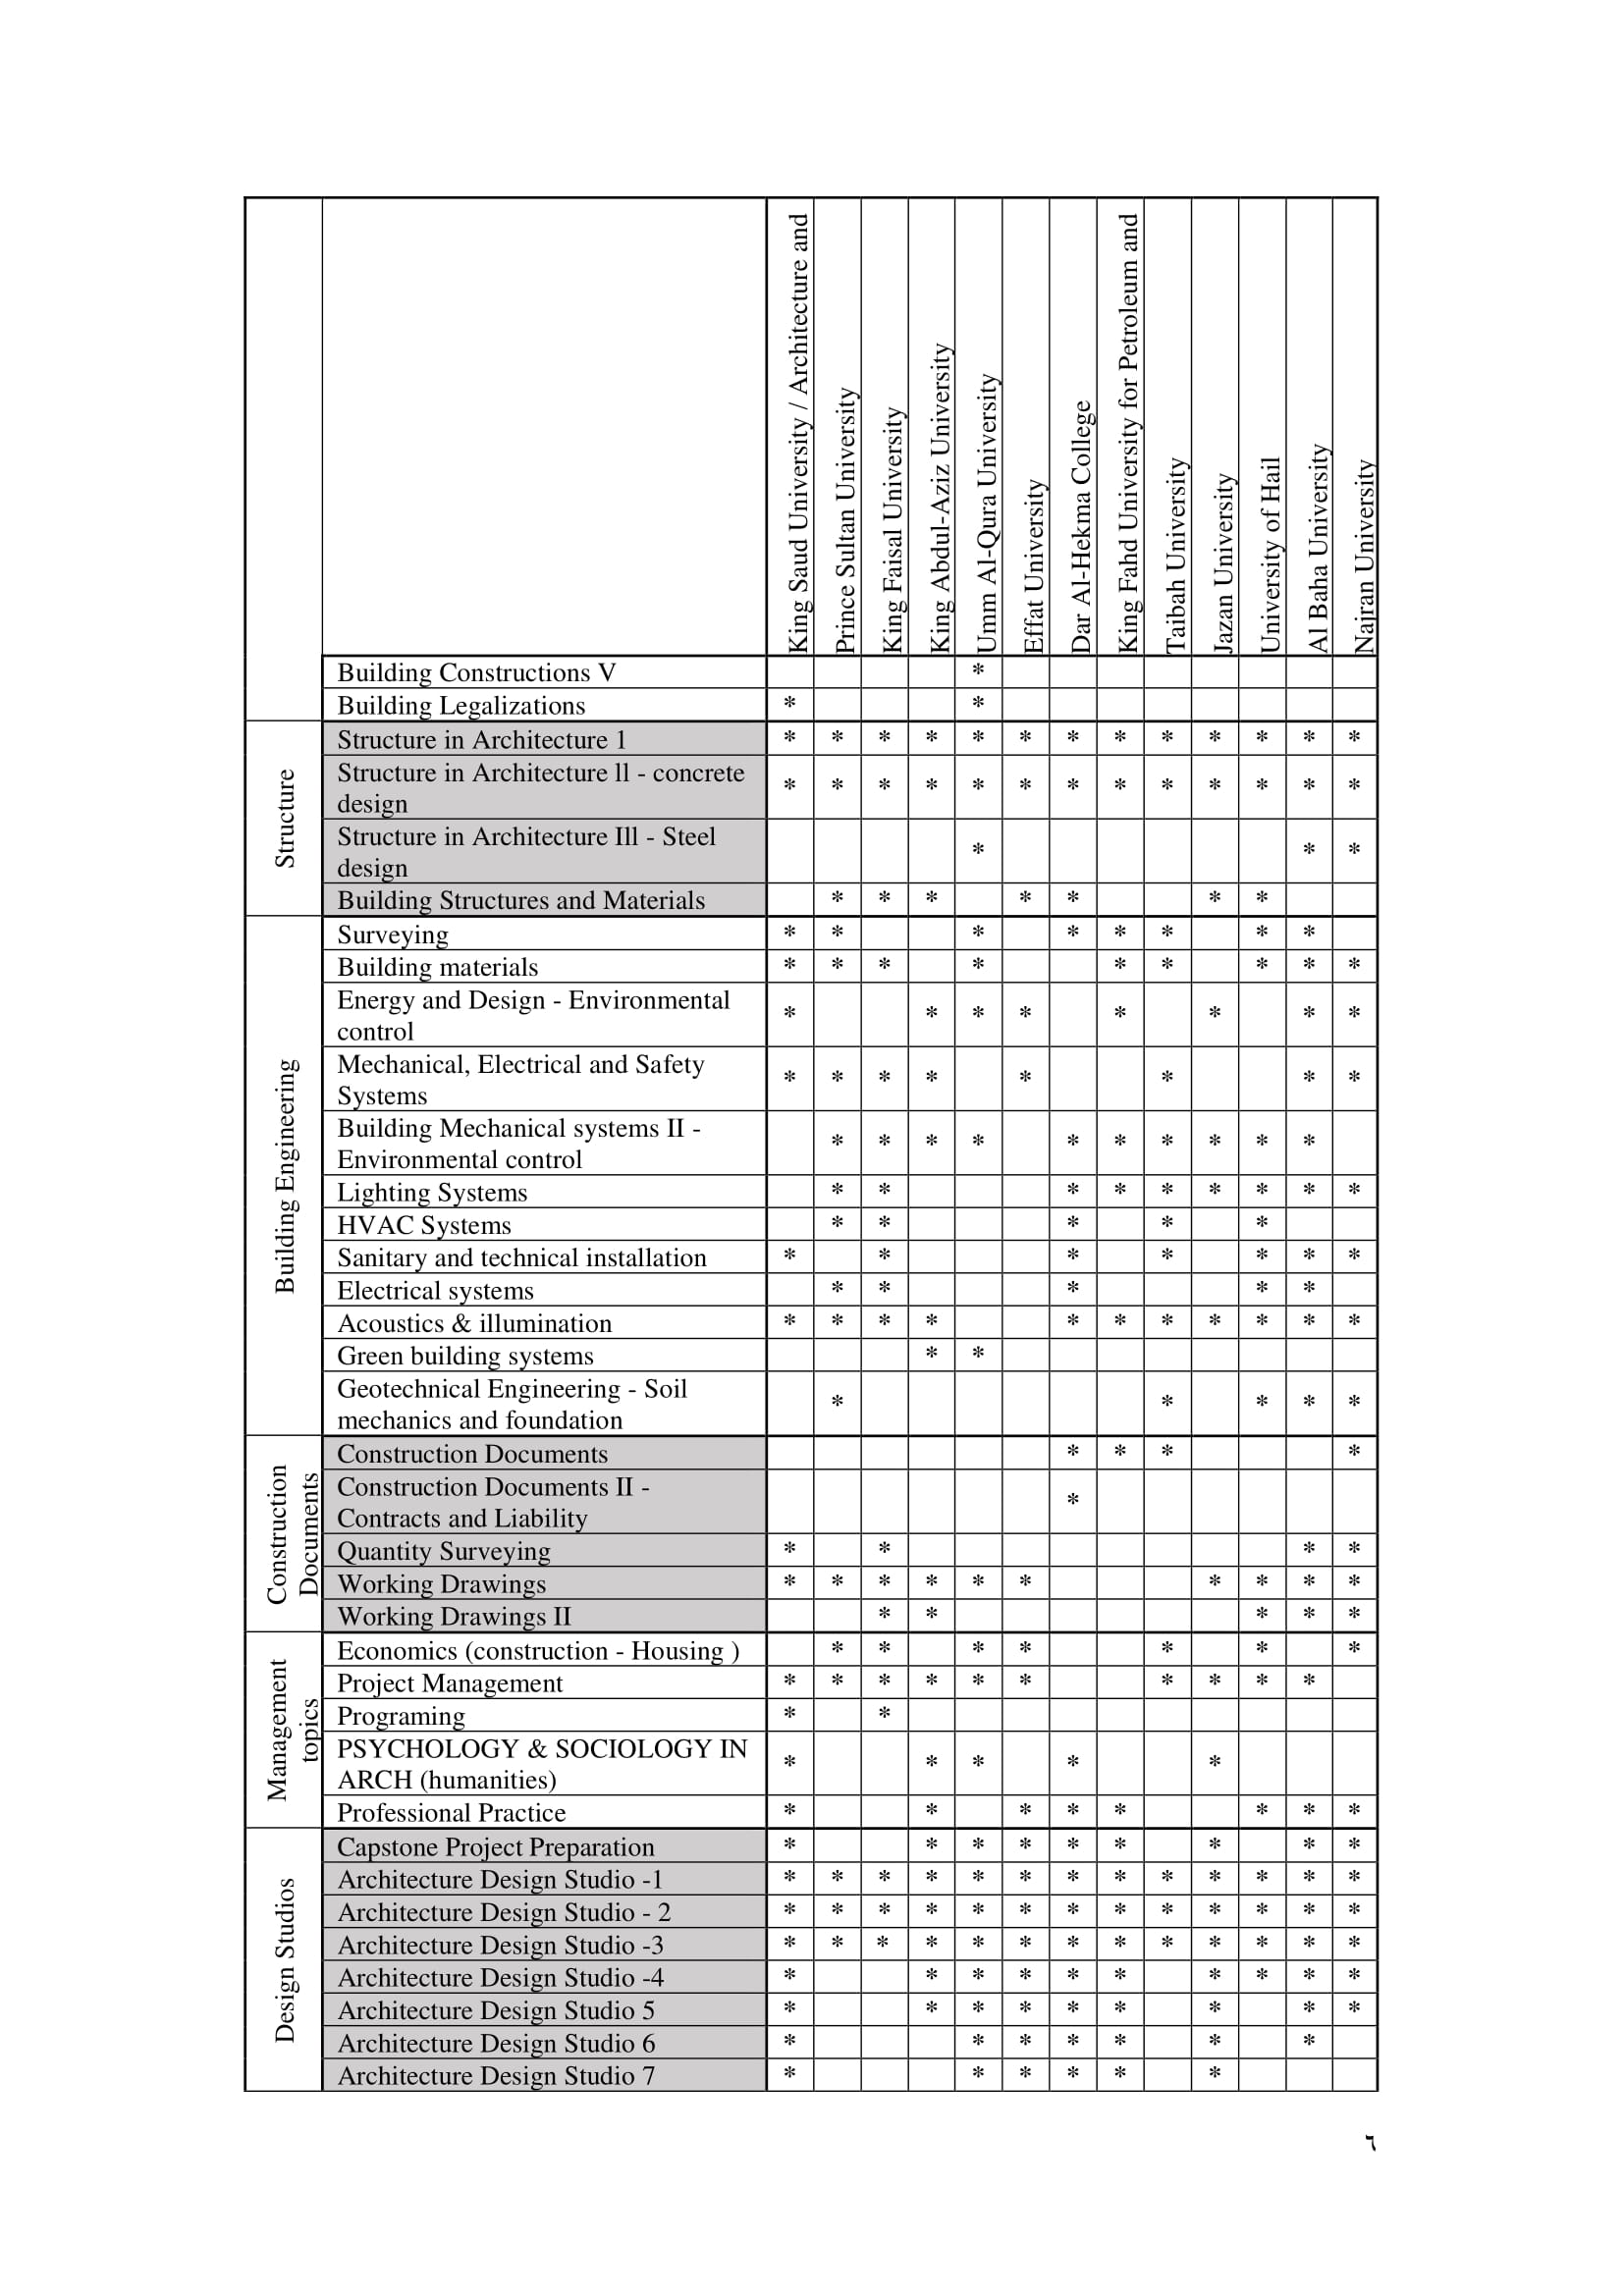 King Saud University / Architecture and
Prince Sultan University
King Faisal University
King Abdul-Aziz University
Umm Al-Qura University
Effat University
Dar Al-Hekma College
King Fahd University for Petroleum and
Taibah University
Jazan University
University of Hail
Al Baha University
Najran University
Building Constructions V *
Building Legalizations * *
Structure
Structure in Architecture 1 * * * * * * * * * * * * *
Structure in Architecture ll - concrete
design * * * * * * * * * * * * *
Structure in Architecture Ill - Steel
design * * *
Building Structures and Materials * * * * * * *
Building Engineering
Surveying * * * * * * * *
Building materials * * * * * * * * *
Energy and Design - Environmental
control * * * * * * * *
Mechanical, Electrical and Safety
Systems * * * * * * * *
Building Mechanical systems II -
Environmental control * * * * * * * * * *
Lighting Systems * * * * * * * * *
HVAC Systems * * * * *
Sanitary and technical installation * * * * * * *
Electrical systems * * * * *
Acoustics & illumination * * * * * * * * * * *
Green building systems * *
Geotechnical Engineering - Soil
mechanics and foundation * * * * *
Construction
Documents
Construction Documents * * * *
Construction Documents II -
Contracts and Liability *
Quantity Surveying * * * *
Working Drawings * * * * * * * * * *
Working Drawings II * * * * *
Management
topics
Economics (construction - Housing ) * * * * * * *
Project Management * * * * * * * * * *
Programing * *
PSYCHOLOGY & SOCIOLOGY IN
ARCH (humanities) * * * * *
Professional Practice * * * * * * * *
Design Studios
Capstone Project Preparation * * * * * * * * *
Architecture Design Studio -1 * * * * * * * * * * * * *
Architecture Design Studio - 2 * * * * * * * * * * * * *
Architecture Design Studio -3 * * * * * * * * * * * * *
Architecture Design Studio -4 * * * * * * * * * *
Architecture Design Studio 5 * * * * * * * * *
Architecture Design Studio 6 * * * * * * *
Architecture Design Studio 7 * * * * * *
٦